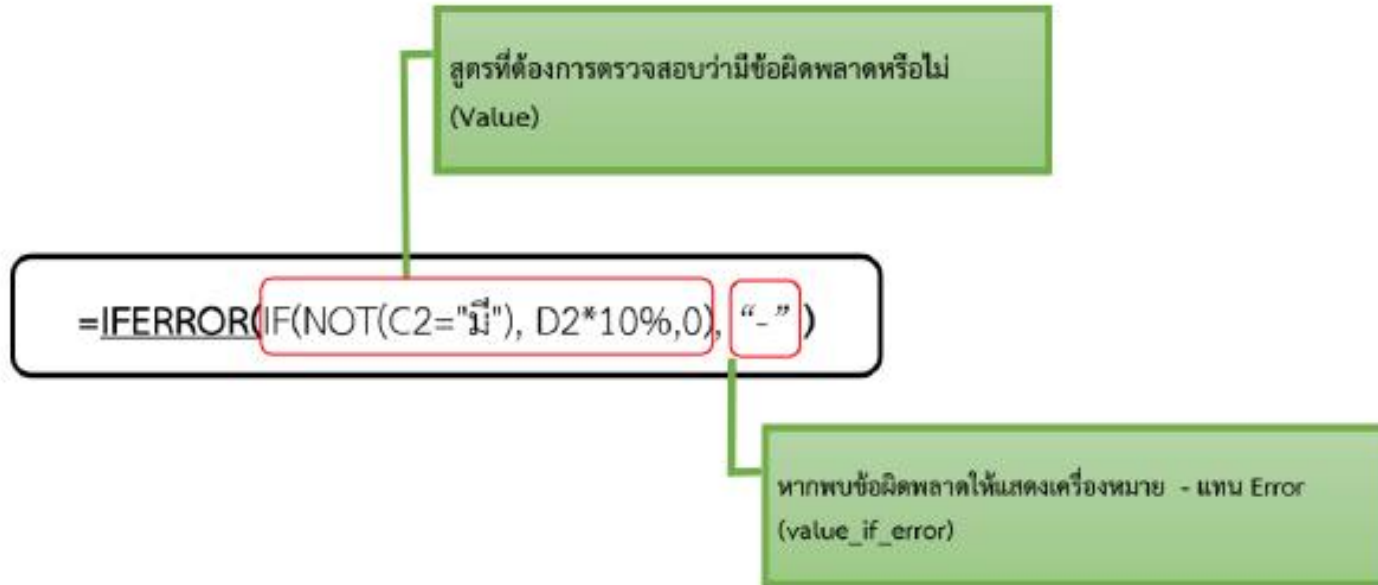 สูตรที่ต้องการตรวจสอบว่ามีข้อผิดพลาดหรือไม่
(Value)
=IFERROR(IF(NOT(C2="มี"), D2*10%,0), “-” )
หากพบข้อผิดพลาดให้แสดงเครื่องหมาย - แทน Error
(value_if_error)